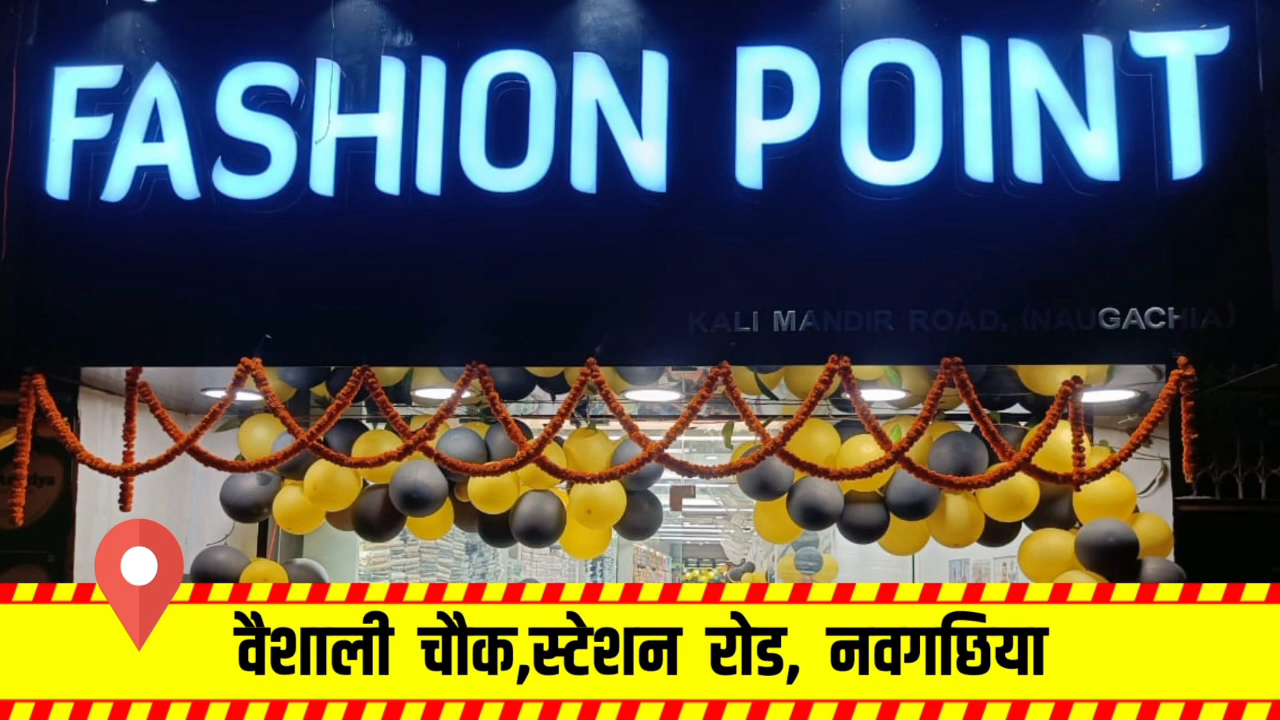 FASHION POINT
KALI MANDIR ROAD, (NAUGACHIA)
वैशाली चौक,स्टेशन रोड, नवगछिया